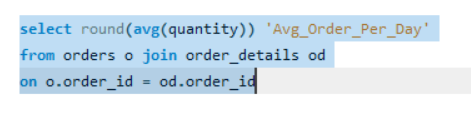 select round(avg(quantity)) 'Avg_Order_Per_Day'
from orders o join order_details od
on o.order_id = od.order_id